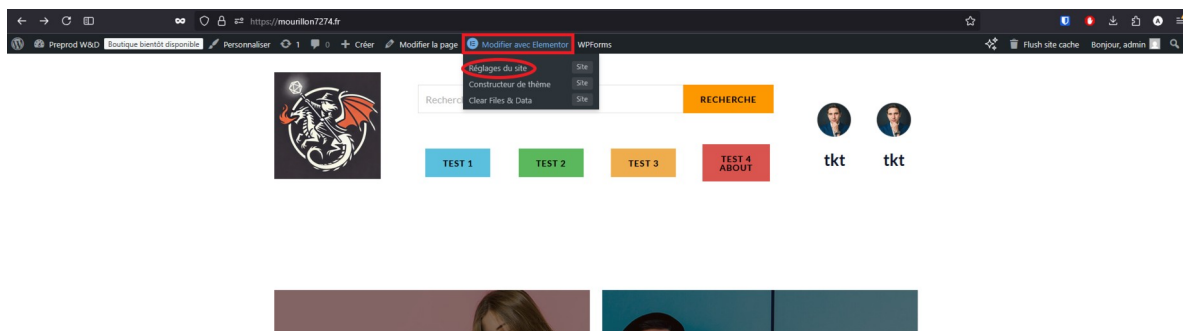 https://mourillon7274.fr
Preprod W&D Boutique bientôt disponible Personnaliser 1 0 Créer Modifier la page Modifier avec Elementor WPForms Flush site cache Bonjour, admin
Réglages du site Site
Constructeur de thème Site
Clear Files & Data Site
RECHERCHE
TEST 1 TEST 2 TEST 3 TEST 4
ABOUT
tkt tkt